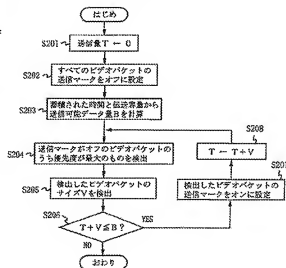 はじめ
S201
送信量T ← 0
S202
すべてのビデオパケットの
送信マークをオフに設定
S203
蓄積された時間と伝送容量から
送信可能データ量Bを計算
S208
T ← T+V
S204
送信マークがオフのビデオパケットの
うち優先度が最大のものを検出
S205
検出したビデオパケットの
サイズVを検出
S207
検出したビデオパケットの
送信マークをオンに設定
S206
T+V≦B?
YES
NO
おわり